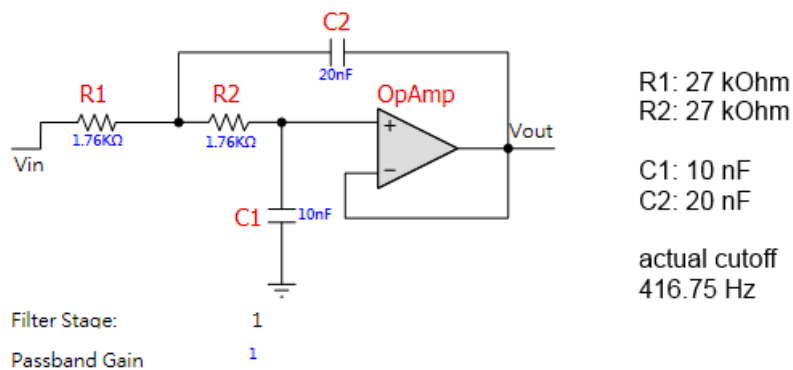 C2
20nF
R1
R2
OpAmp
1.76KΩ
1.76KΩ
+
Vout
Vin
−
C1
10nF
Filter Stage: 1
Passband Gain 1
R1: 27 kOhm
R2: 27 kOhm
C1: 10 nF
C2: 20 nF
actual cutoff
416.75 Hz